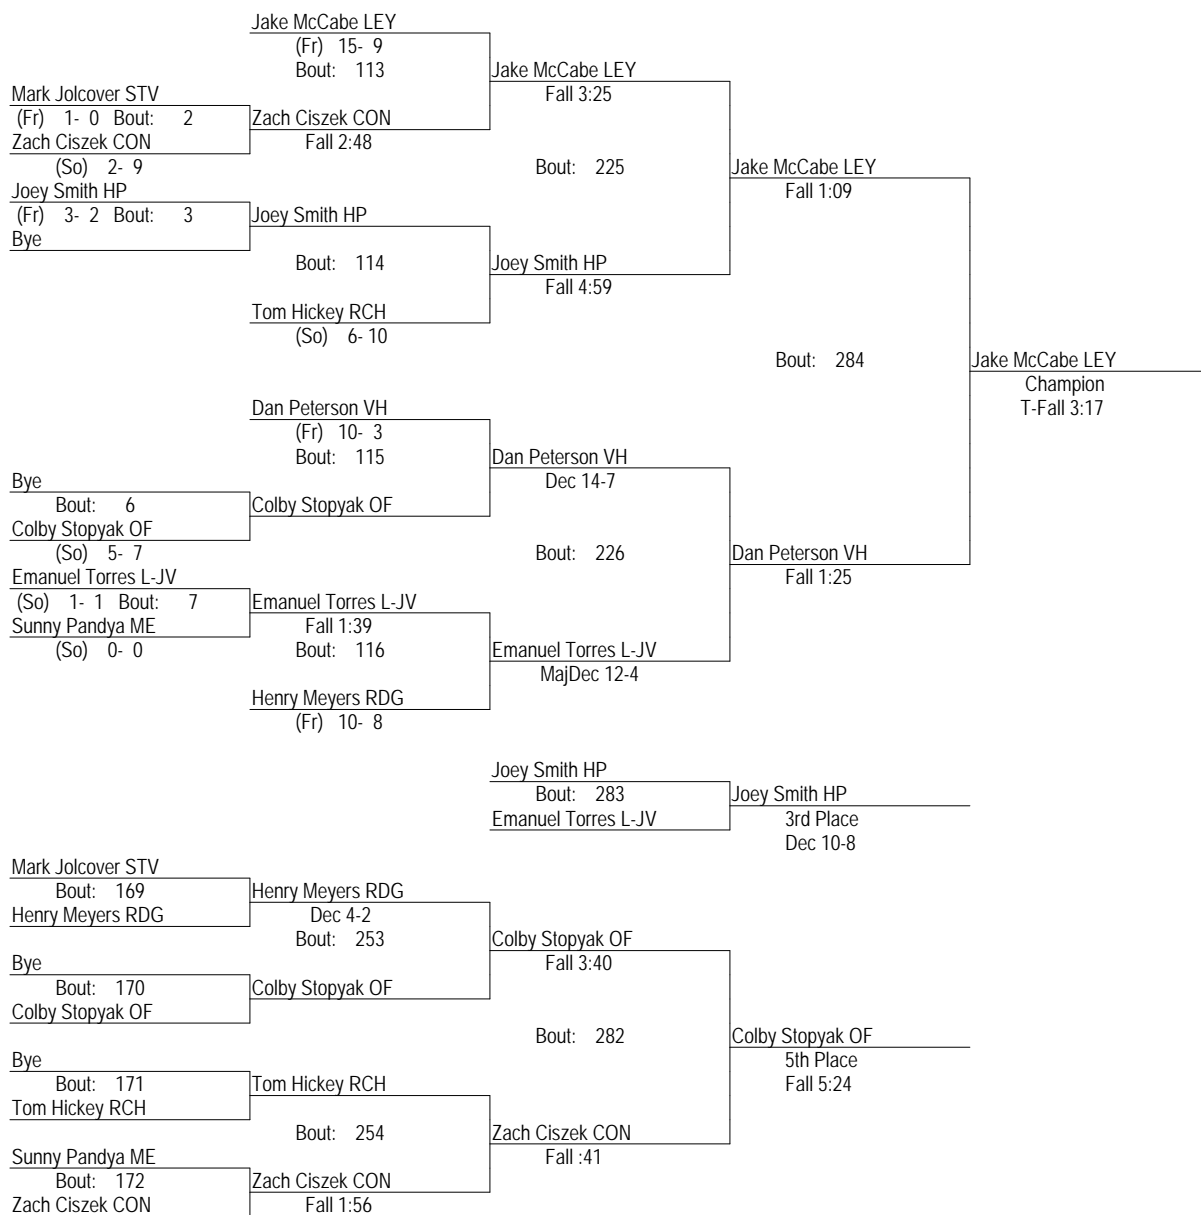 Jake McCabe LEY
(Fr) 15- 9
Bout: 113
Jake McCabe LEY
Fall 3:25
Mark Jolcover STV
(Fr) 1- 0 Bout: 2
Zach Ciszek CON
Zach Ciszek CON
Fall 2:48
(So) 2- 9
Bout: 225
Jake McCabe LEY
Fall 1:09
Joey Smith HP
(Fr) 3- 2 Bout: 3
Joey Smith HP
Bye
Bout: 114
Joey Smith HP
Fall 4:59
Tom Hickey RCH
(So) 6- 10
Bout: 284
Jake McCabe LEY
Champion
T-Fall 3:17
Dan Peterson VH
(Fr) 10- 3
Bout: 115
Dan Peterson VH
Dec 14-7
Bye
Bout: 6
Colby Stopyak OF
Colby Stopyak OF
(So) 5- 7
Bout: 226
Dan Peterson VH
Fall 1:25
Emanuel Torres L-JV
(So) 1- 1 Bout: 7
Emanuel Torres L-JV
Fall 1:39
Sunny Pandya ME
(So) 0- 0
Bout: 116
Emanuel Torres L-JV
MajDec 12-4
Henry Meyers RDG
(Fr) 10- 8
Joey Smith HP
Bout: 283
Emanuel Torres L-JV
Joey Smith HP
3rd Place
Dec 10-8
Mark Jolcover STV
Bout: 169
Henry Meyers RDG
Henry Meyers RDG
Dec 4-2
Bout: 253
Colby Stopyak OF
Fall 3:40
Bye
Bout: 170
Colby Stopyak OF
Colby Stopyak OF
Bout: 282
Colby Stopyak OF
5th Place
Fall 5:24
Bye
Bout: 171
Tom Hickey RCH
Tom Hickey RCH
Bout: 254
Zach Ciszek CON
Fall :41
Sunny Pandya ME
Bout: 172
Zach Ciszek CON
Zach Ciszek CON
Fall 1:56